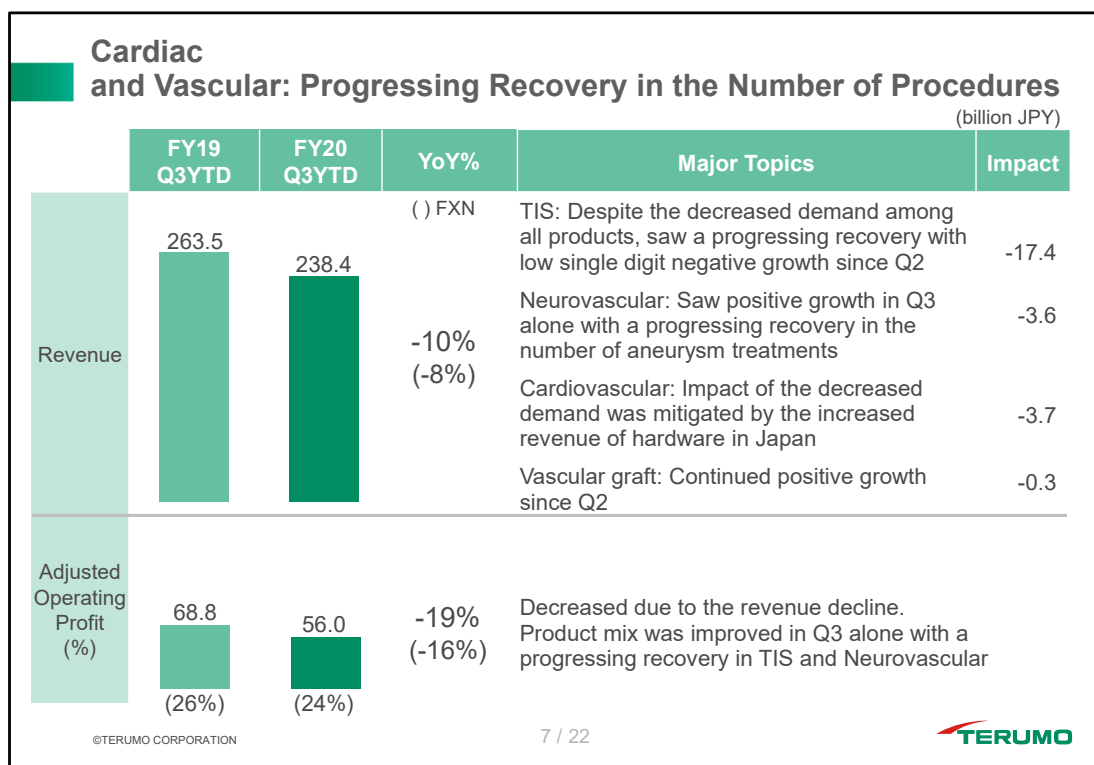 Cardiac
and Vascular: Progressing Recovery in the Number of Procedures
(billion JPY)
FY19
Q3YTD
FY20
Q3YTD
YoY%
Major Topics
Impact
Revenue
263.5
238.4
( ) FXN
-10%
(-8%)
TIS: Despite the decreased demand among
all products, saw a progressing recovery with
low single digit negative growth since Q2
-17.4
Neurovascular: Saw positive growth in Q3
alone with a progressing recovery in the
number of aneurysm treatments
-3.6
Cardiovascular: Impact of the decreased
demand was mitigated by the increased
revenue of hardware in Japan
-3.7
Vascular graft: Continued positive growth
since Q2
-0.3
Adjusted
Operating
Profit
(%)
68.8
(26%)
56.0
(24%)
-19%
(-16%)
Decreased due to the revenue decline.
Product mix was improved in Q3 alone with a
progressing recovery in TIS and Neurovascular
©TERUMO CORPORATION
7 / 22
TERUMO